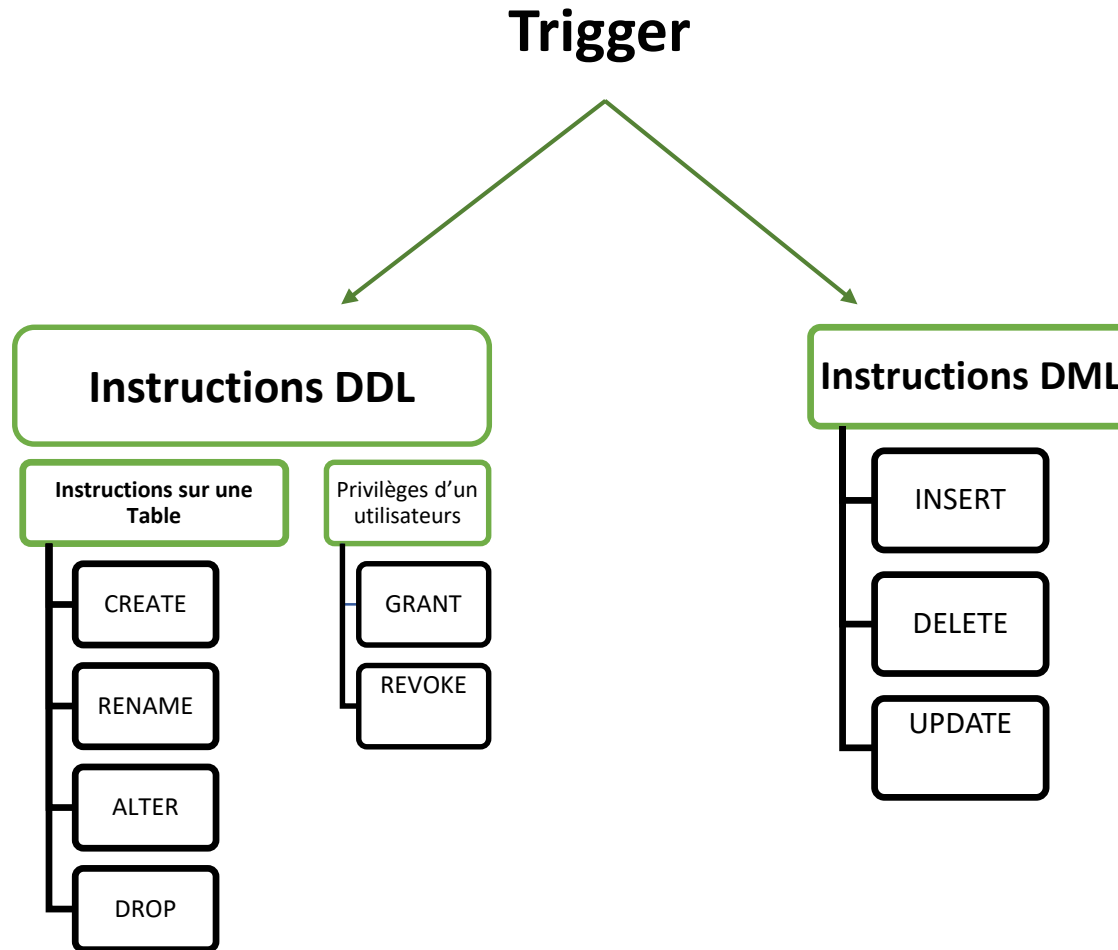 Trigger
Instructions DDL
Instructions sur une
Table
CREATE
RENAME
ALTER
DROP
Privilèges d’un
utilisateurs
GRANT
REVOKE
Instructions DML
INSERT
DELETE
UPDATE